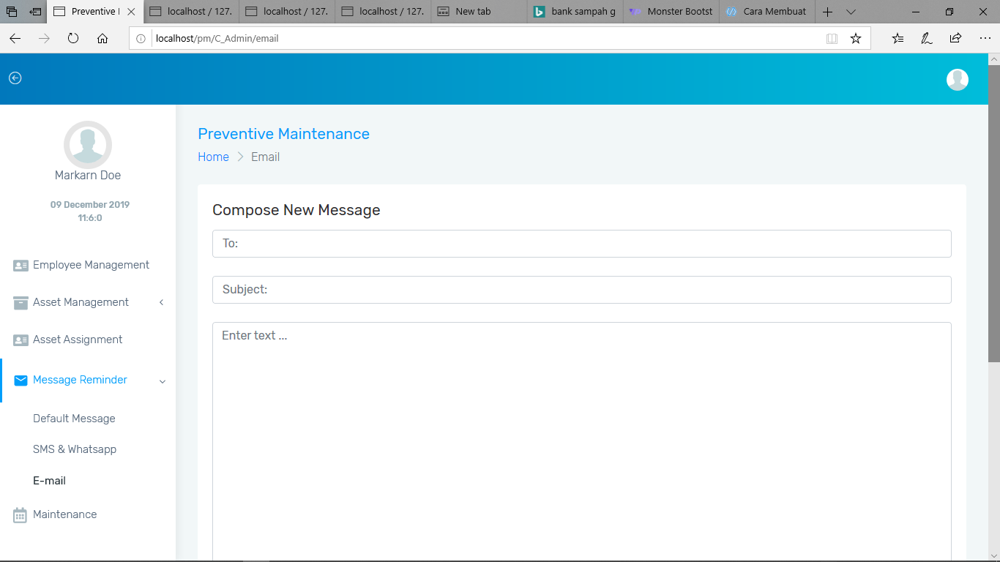 Preventive I
localhost / 127.
localhost / 127.
localhost / 127.
New tab
bank sampah g
Monster Bootst
Cara Membuat
localhost/pm/C_Admin/email
Markarn Doe
09 December 2019
11:6:0
Employee Management
Asset Management
Asset Assignment
Message Reminder
Default Message
SMS & Whatsapp
E-mail
Maintenance
Preventive Maintenance
Home
Email
Compose New Message
To:
Subject:
Enter text ...